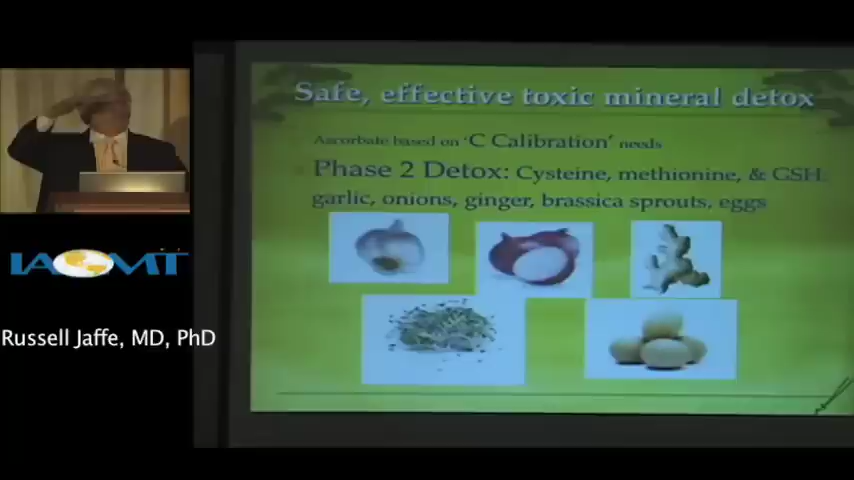 Safe, effective toxic mineral detox
Ascorbate based on 'C Calibration' needs
Phase 2 Detox: Cysteine, methionine, & GSH,
garlic, onions, ginger, brassica sprouts, eggs
IAOMT
Russell Jaffe, MD, PhD